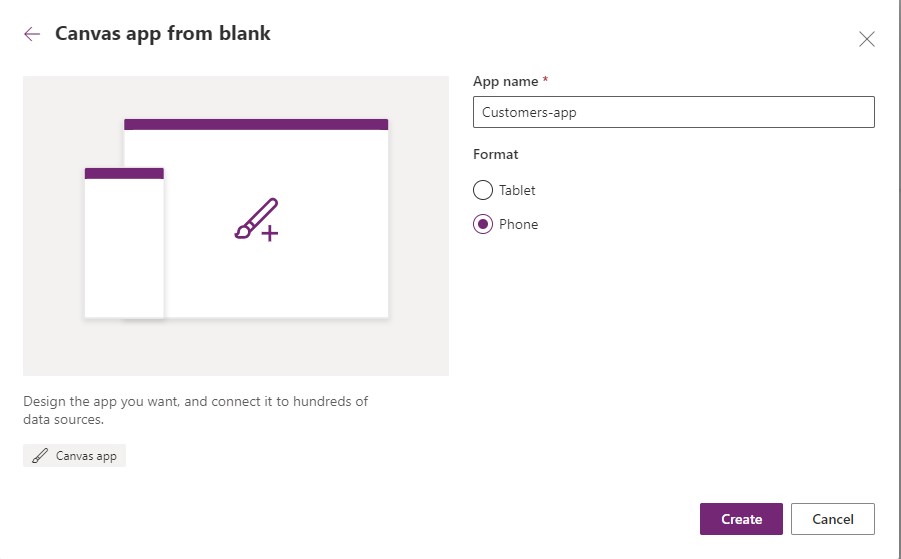 Canvas app from blank
App name *
Customers-app
Format
Tablet
Phone
Design the app you want, and connect it to hundreds of
data sources.
Canvas app
Create
Cancel